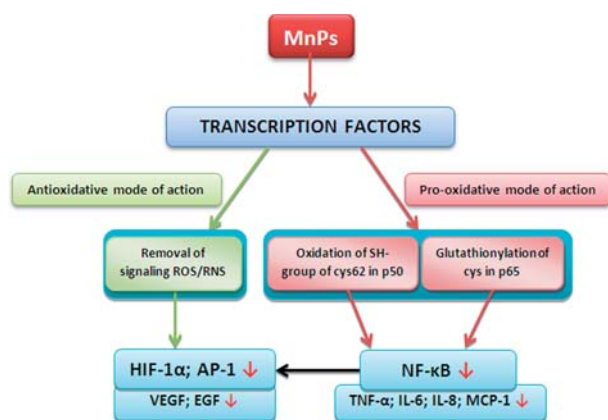 MnPs
TRANSCRIPTION FACTORS
Antioxidative mode of action
Pro-oxidative mode of action
Removal of
signaling ROS/RNS
Oxidation of SH-
group of cys62 in p50
Glutathionylation of
cys in p65
HIF-1α; AP-1 ↓
VEGF; EGF ↓
NF-κB ↓
TNF-α; IL-6; IL-8; MCP-1 ↓